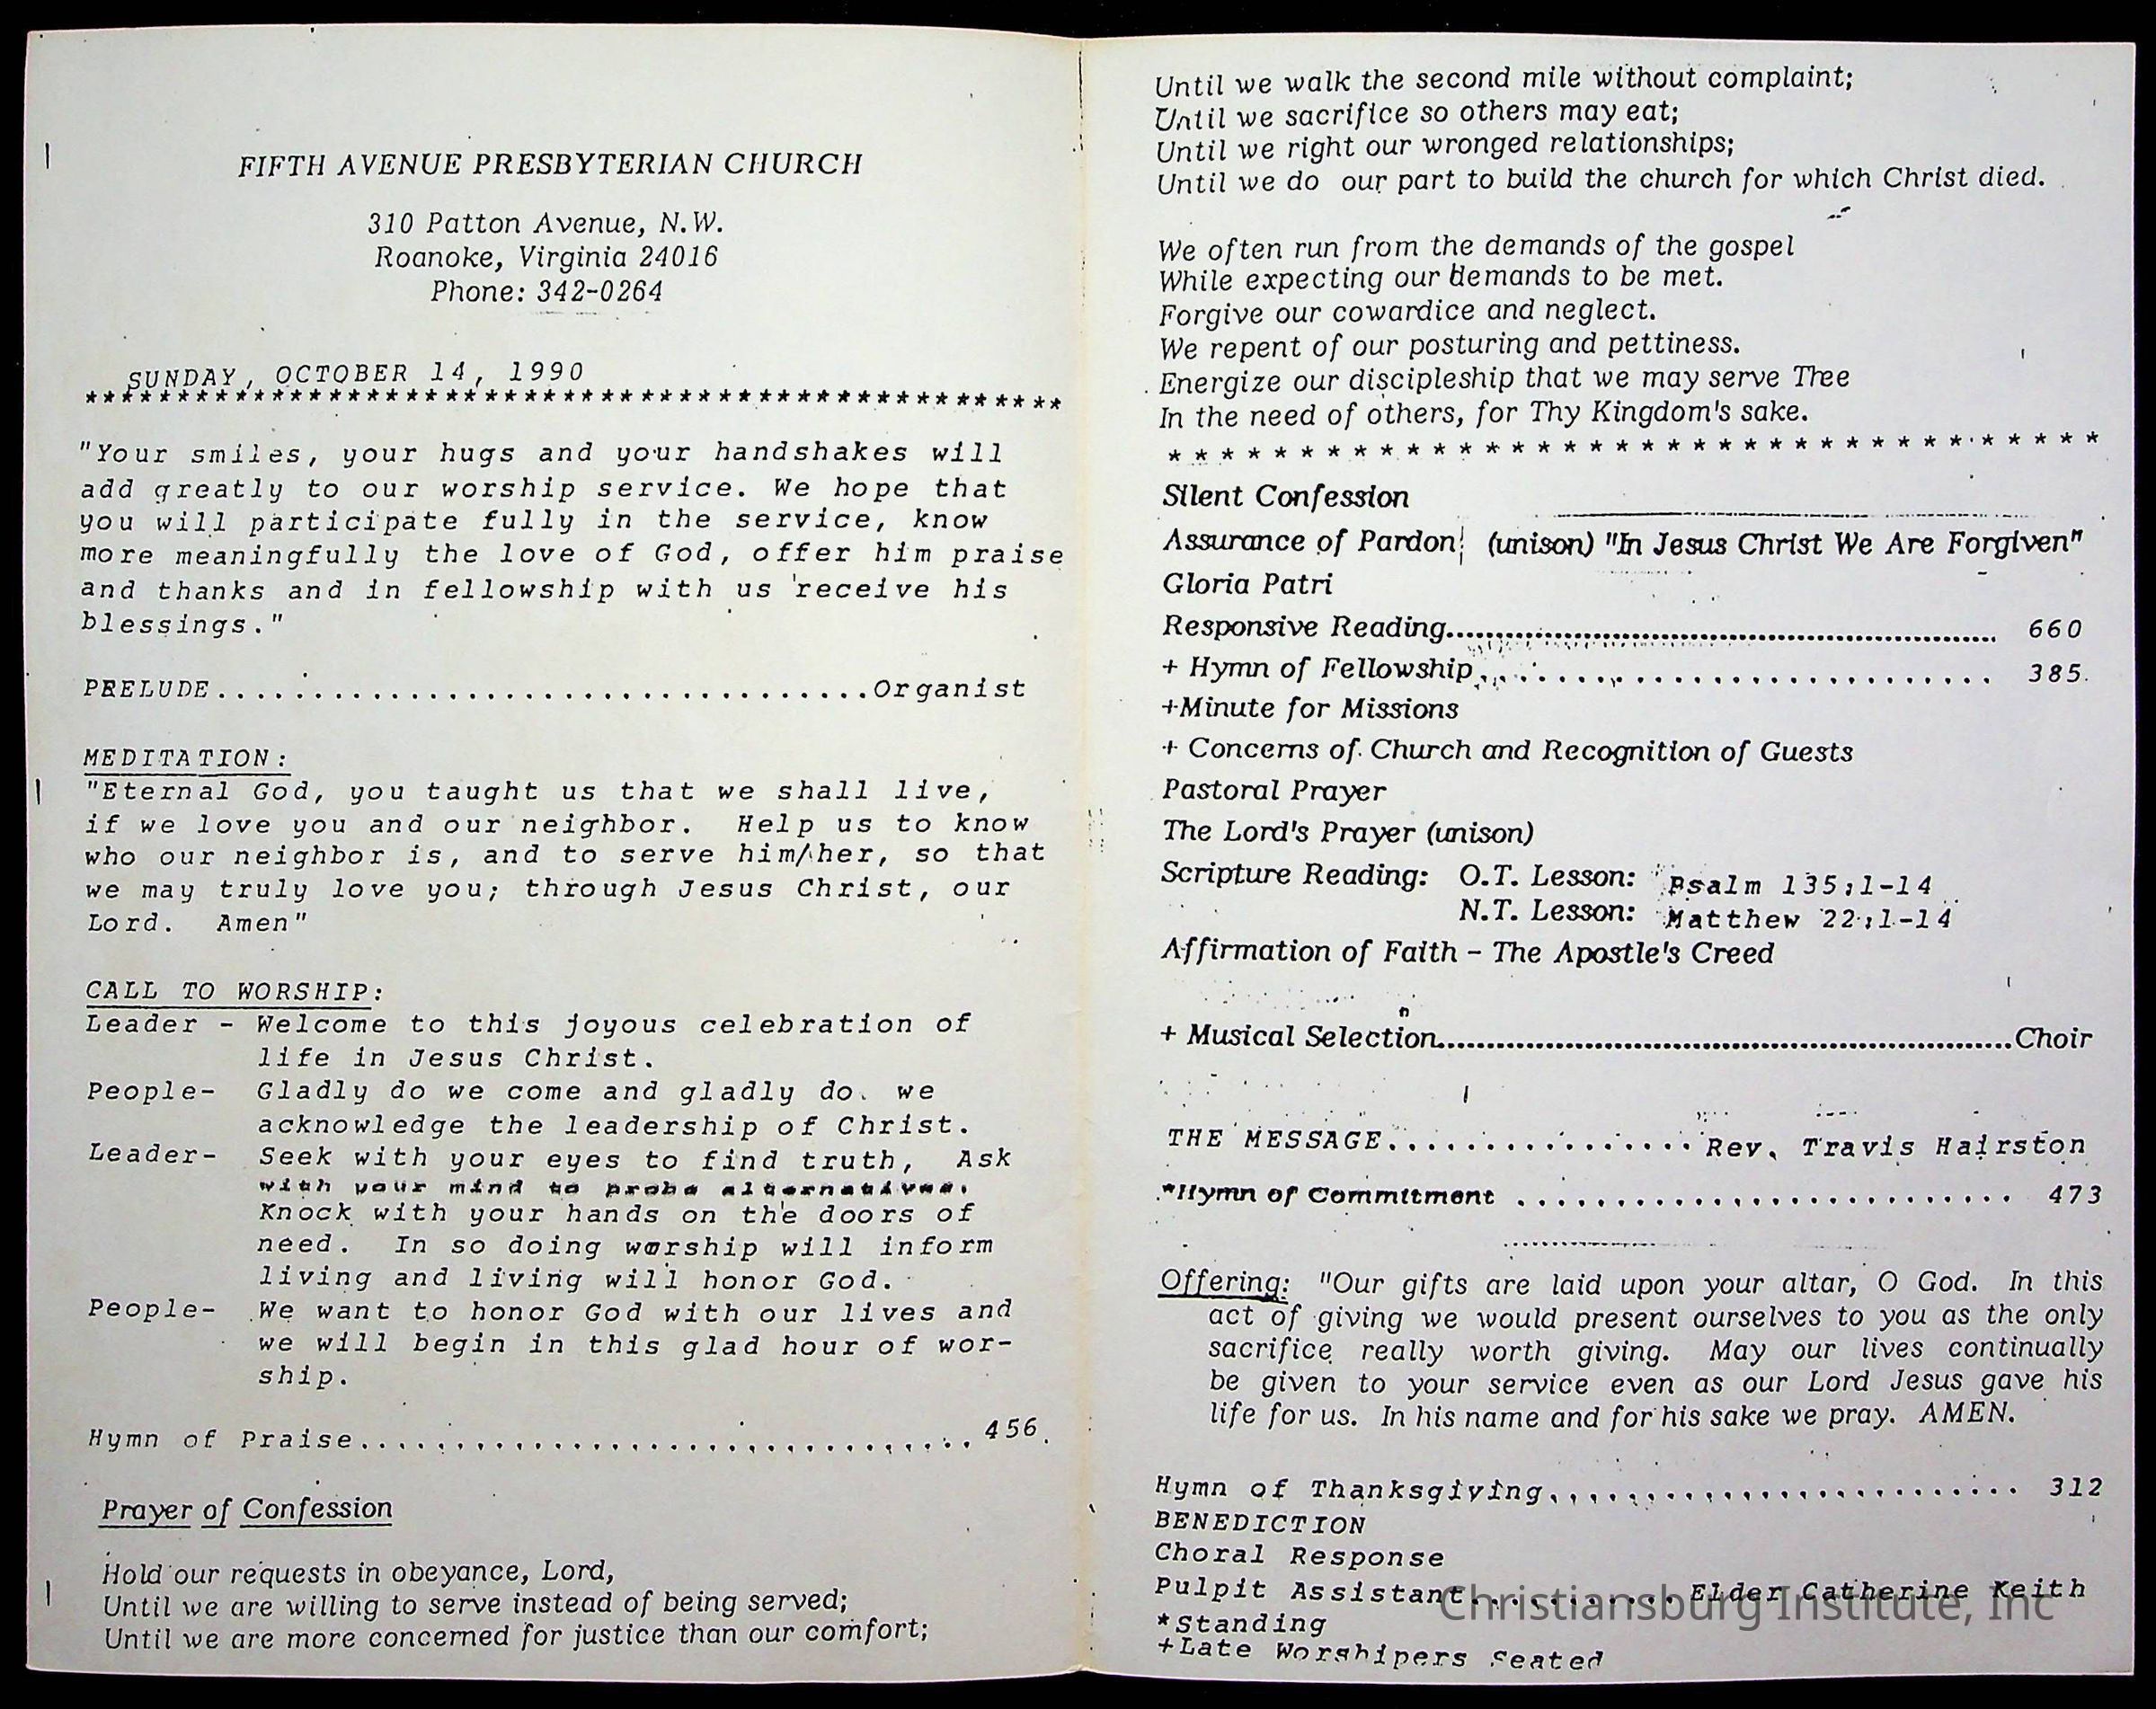 FIFTH AVENUE PRESBYTERIAN CHURCH
310 Patton Avenue, N.W.
Roanoke, Virginia 24016
Phone: 342-0264
SUNDAY, OCTOBER 14, 1990
****************************************************
"Your smiles, your hugs and your handshakes will
add greatly to our worship service. We hope that
you will participate fully in the service, know
more meaningfully the love of God, offer him praise
and thanks and in fellowship with us receive his
blessings."
PRELUDE..................................Organist
MEDITATION:
"Eternal God, you taught us that we shall live,
if we love you and our neighbor. Help us to know
who our neighbor is, and to serve him/her, so that
we may truly love you; through Jesus Christ, our
Lord. Amen"
CALL TO WORSHIP:
Leader - Welcome to this joyous celebration of
life in Jesus Christ.
People- Gladly do we come and gladly do we
acknowledge the leadership of Christ.
Leader- Seek with your eyes to find truth, Ask
with your mind to probe alternatives.
Knock with your hands on the doors of
need. In so doing worship will inform
living and living will honor God.
People- We want to honor God with our lives and
we will begin in this glad hour of wor-
ship.
Hymn of Praise................................456.
Prayer of Confession
Hold our requests in obeyance, Lord,
Until we are willing to serve instead of being served;
Until we are more concerned for justice than our comfort;
Until we walk the second mile without complaint;
Until we sacrifice so others may eat;
Until we right our wronged relationships;
Until we do our part to build the church for which Christ died.
We often run from the demands of the gospel
While expecting our demands to be met.
Forgive our cowardice and neglect.
We repent of our posturing and pettiness.
Energize our discipleship that we may serve Thee
In the need of others, for Thy Kingdom's sake.
* * * * * * * * * * * * * * * * * * * * * * * * * * * * * * * * * * * *
Silent Confession
Assurance of Pardon (unison) "In Jesus Christ We Are Forgiven"
Gloria Patri
Responsive Reading.................................................. 660
+ Hymn of Fellowship........................... 385.
+Minute for Missions
+ Concerns of Church and Recognition of Guests
Pastoral Prayer
The Lord's Prayer (unison)
Scripture Reading: O.T. Lesson: Psalm 135;1-14
N.T. Lesson: Matthew 22;1-14
Affirmation of Faith - The Apostle's Creed
+ Musical Selection..........................................................Choir
THE MESSAGE................Rev. Travis Hairston
*Hymn of Commitment .......................... 473
Offering: "Our gifts are laid upon your altar, O God. In this
act of giving we would present ourselves to you as the only
sacrifice really worth giving. May our lives continually
be given to your service even as our Lord Jesus gave his
life for us. In his name and for his sake we pray. AMEN.
Hymn of Thanksgiving......................... 312
BENEDICTION
Choral Response
Pulpit Assistant...........Elder Catherine Keith
*Standing
+Late Worshipers Seated
Christiansburg Institute, Inc